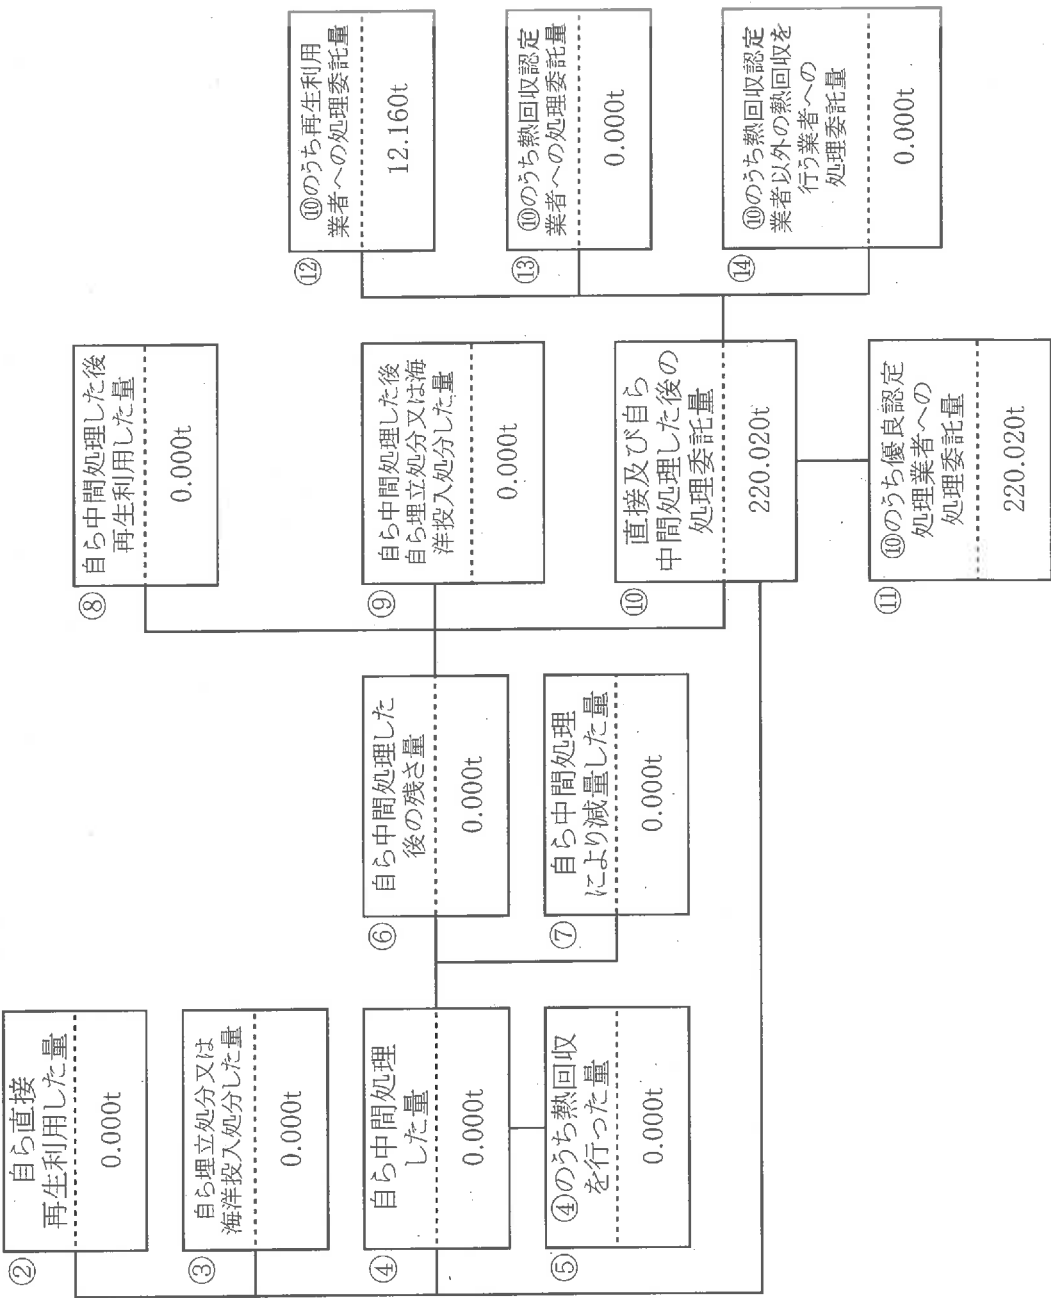 ②
自ら直接
再生利用した量
0.000t
③
自ら埋立処分又は
海洋投入処分した量
0.000t
④
自ら中間処理
した量
0.000t
⑤
④のうち熱回収
を行った量
0.000t
⑥
自ら中間処理した
後の残さ量
0.000t
⑦
自ら中間処理
により減量した量
0.000t
⑧
自ら中間処理した後
再生利用した量
0.000t
⑨
自ら中間処理した後
自ら埋立処分又は海
洋投入処分した量
0.000t
⑩
直接及び自ら
中間処理した後の
処理委託量
220.020t
⑪
⑩のうち優良認定
処理業者への
処理委託量
220.020t
⑫
⑩のうち再生利用
業者への処理委託量
12.160t
⑬
⑩のうち熱回収認定
業者への処理委託量
0.000t
⑭
⑩のうち熱回収認定
業者以外の熱回収を
行う業者への
処理委託量
0.000t